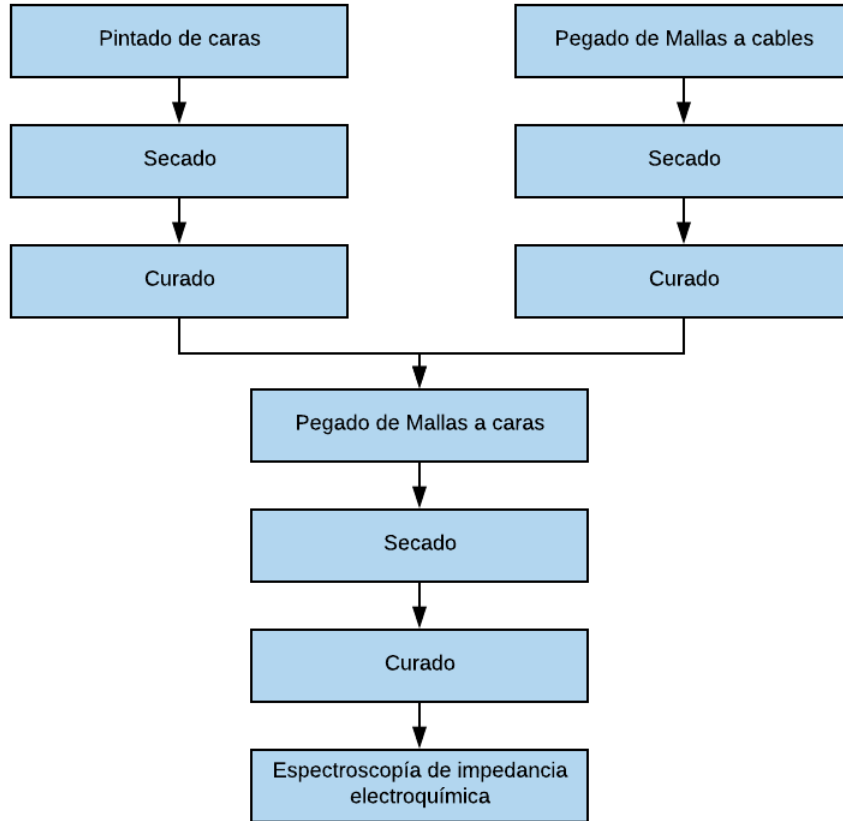 Pintado de caras
Pegado de Mallas a cables
Secado
Secado
Curado
Curado
Pegado de Mallas a caras
Secado
Curado
Espectroscopía de impedancia
electroquímica